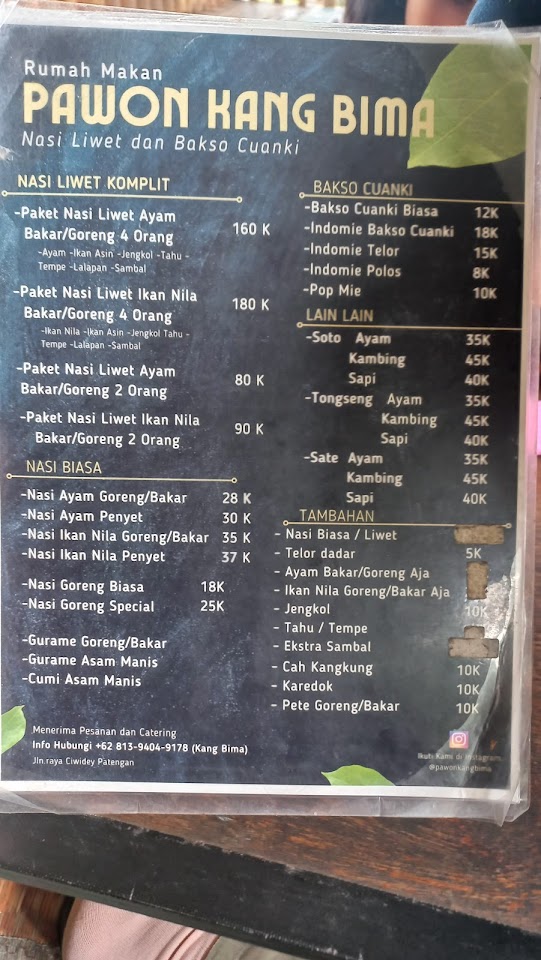 Rumah Makan
PAWON KANG BIMA
Nasi Liwet dan Bakso Cuanki
NASI LIWET KOMPLIT
-Paket Nasi Liwet Ayam
Bakar/Goreng 4 Orang 160 K
-Ayam -Ikan Asin -Jengkol -Tahu -
Tempe -Lalapan -Sambal
-Paket Nasi Liwet Ikan Nila
Bakar/Goreng 4 Orang 180 K
-Ikan Nila -Ikan Asin -Jengkol Tahu -
Tempe -Lalapan -Sambal
-Paket Nasi Liwet Ayam
Bakar/Goreng 2 Orang 80 K
-Paket Nasi Liwet Ikan Nila
Bakar/Goreng 2 Orang 90 K
NASI BIASA
-Nasi Ayam Goreng/Bakar 28 K
-Nasi Ayam Penyet 30 K
-Nasi Ikan Nila Goreng/Bakar 35 K
-Nasi Ikan Nila Penyet 37 K
-Nasi Goreng Biasa 18K
-Nasi Goreng Special 25K
-Gurame Goreng/Bakar
-Gurame Asam Manis
-Cumi Asam Manis
Menerima Pesanan dan Catering
Info Hubungi +62 813-9404-9178 (Kang Bima)
Jln.raya Ciwidey Patengan
BAKSO CUANKI
-Bakso Cuanki Biasa 12K
-Indomie Bakso Cuanki 18K
-Indomie Telor 15K
-Indomie Polos 8K
-Pop Mie 10K
LAIN LAIN
-Soto Ayam 35K
Kambing 45K
Sapi 40K
-Tongseng Ayam 35K
Kambing 45K
Sapi 40K
-Sate Ayam 35K
Kambing 45K
Sapi 40K
TAMBAHAN
- Nasi Biasa / Liwet
- Telor dadar 5K
- Ayam Bakar/Goreng Aja
- Ikan Nila Goreng/Bakar Aja
- Jengkol 10K
- Tahu / Tempe
- Ekstra Sambal
- Cah Kangkung 10K
- Karedok 10K
- Pete Goreng/Bakar 10K
Ikuti Kami di Instagram
@pawonkangbima